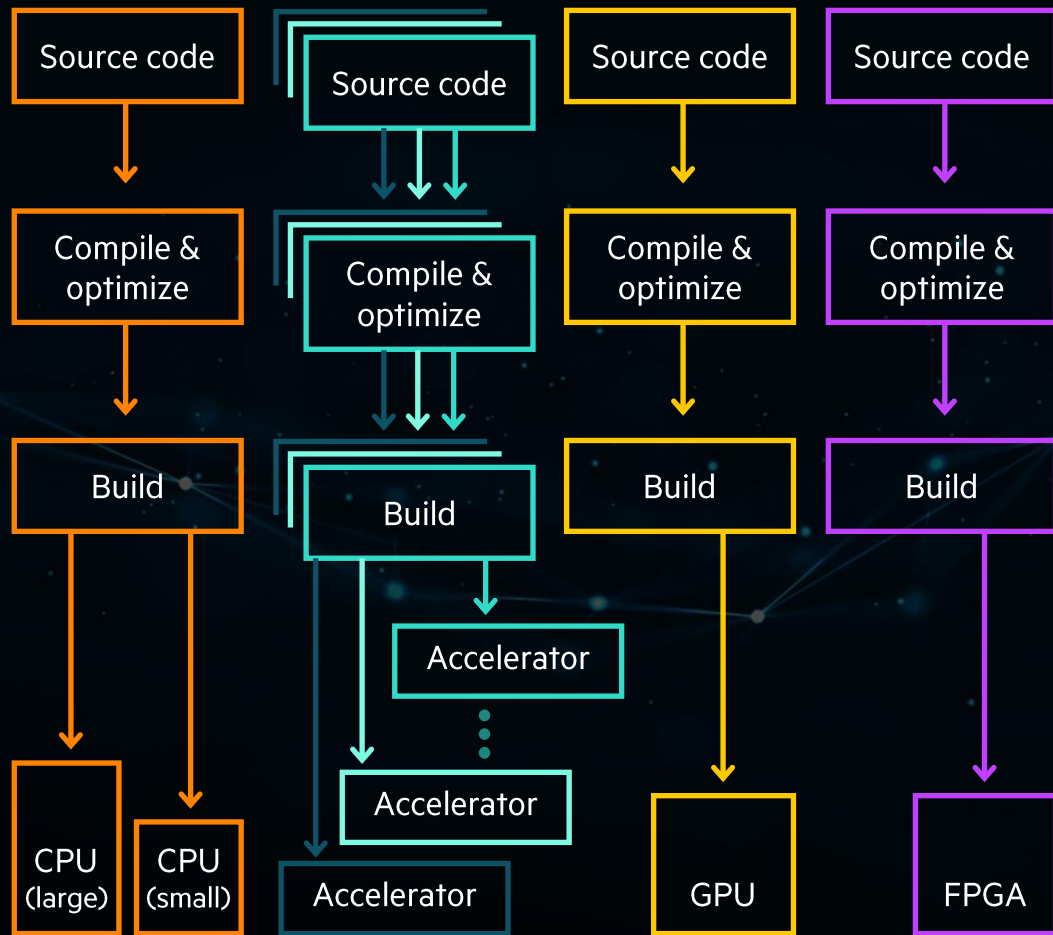 Source code
Source code
Source code
Source code
Compile &
optimize
Compile &
optimize
Compile &
optimize
Compile &
optimize
Build
Build
Build
Build
Accelerator
Accelerator
CPU
(large)
CPU
(small)
Accelerator
GPU
FPGA